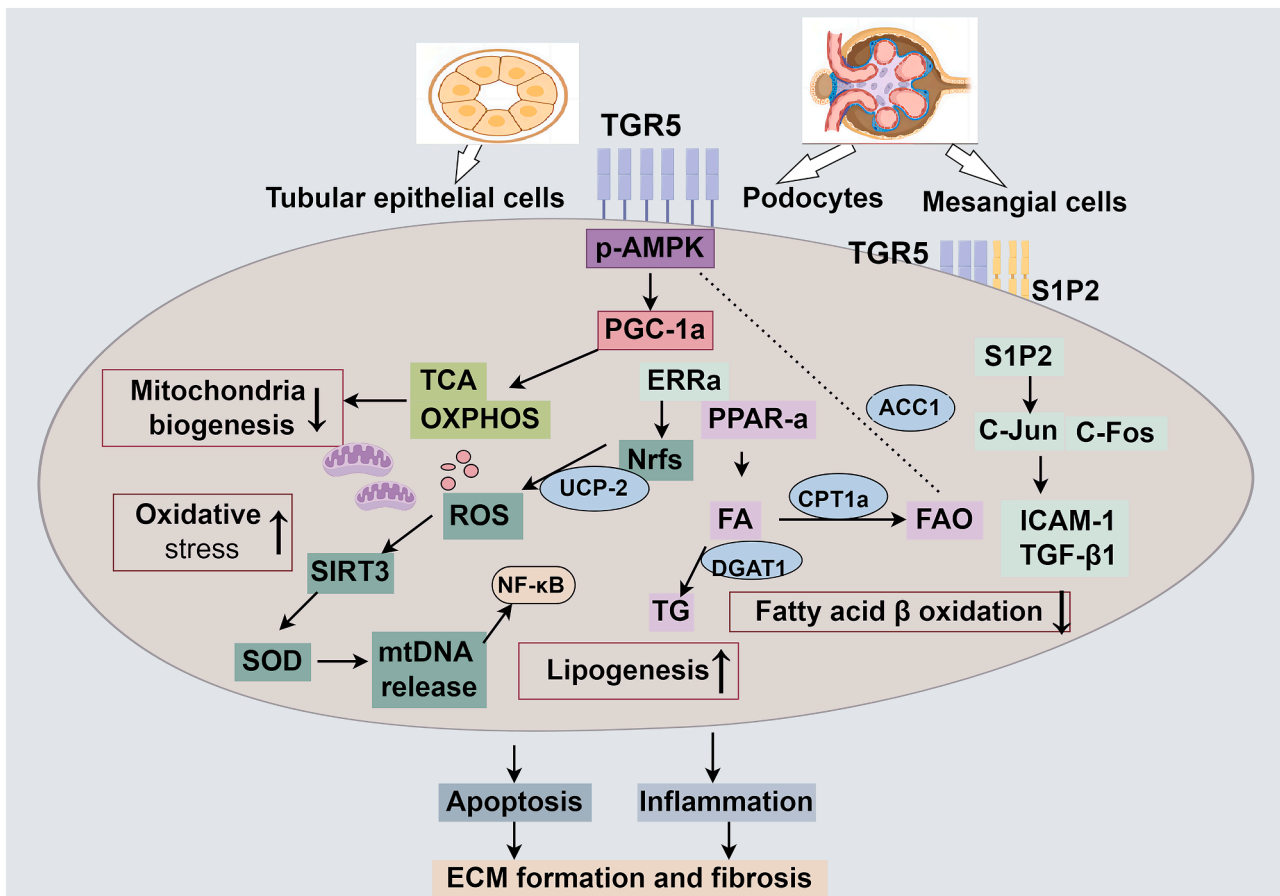 TGR5
Tubular epithelial cells
Podocytes
Mesangial cells
p-AMPK
TGR5
S1P2
PGC-1a
S1P2
TCA
ERRa
Mitochondria
biogenesis
OXPHOS
PPAR-a
ACC1
C-Jun
C-Fos
Nrfs
UCP-2
CPT1a
Oxidative
stress
ROS
FA
FAO
ICAM-1
TGF-β1
SIRT3
DGAT1
NF-κB
TG
Fatty acid β oxidation
SOD
mtDNA
release
Lipogenesis
Apoptosis
Inflammation
ECM formation and fibrosis